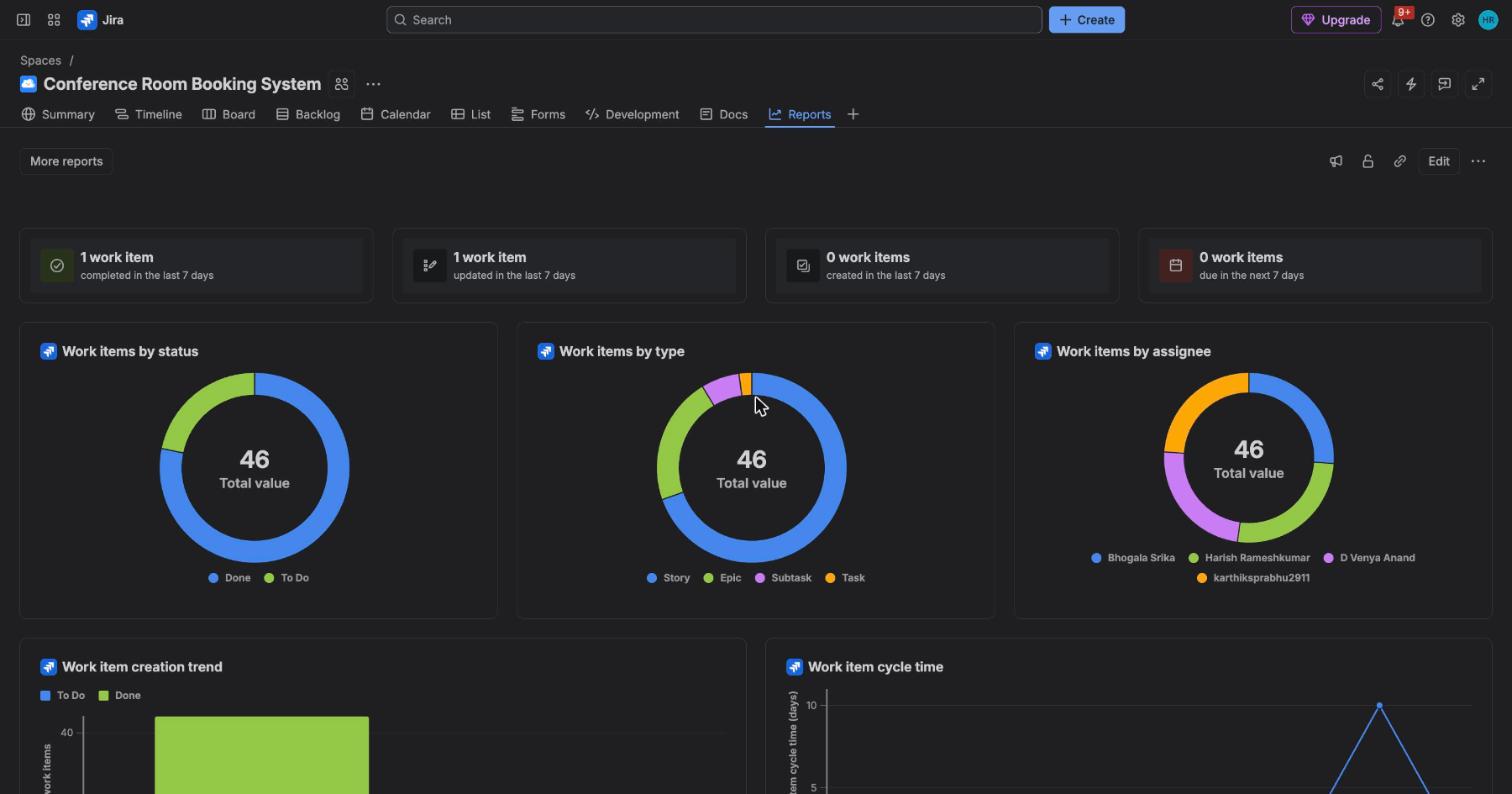 Jira
Search
Create
Upgrade
9+
HR
Spaces /
Conference Room Booking System
Summary
Timeline
Board
Backlog
Calendar
List
Forms
Development
Docs
Reports
More reports
Edit
1 work item
completed in the last 7 days
1 work item
updated in the last 7 days
0 work items
created in the last 7 days
0 work items
due in the next 7 days
Work items by status
46
Total value
Done
To Do
Work items by type
46
Total value
Story
Epic
Subtask
Task
Work items by assignee
46
Total value
Bhogala Srika
Harish Rameshkumar
D Venya Anand
karthiksprabhu2911
Work item creation trend
To Do
Done
40
work items
Work item cycle time
10
5
cycle time (days)